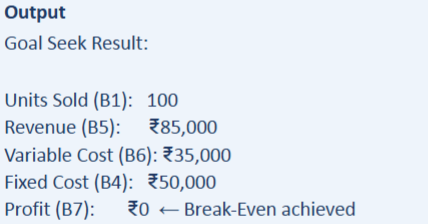 Output
Goal Seek Result:
Units Sold (B1): 100
Revenue (B5): ₹85,000
Variable Cost (B6): ₹35,000
Fixed Cost (B4): ₹50,000
Profit (B7): ₹0 ← Break-Even achieved